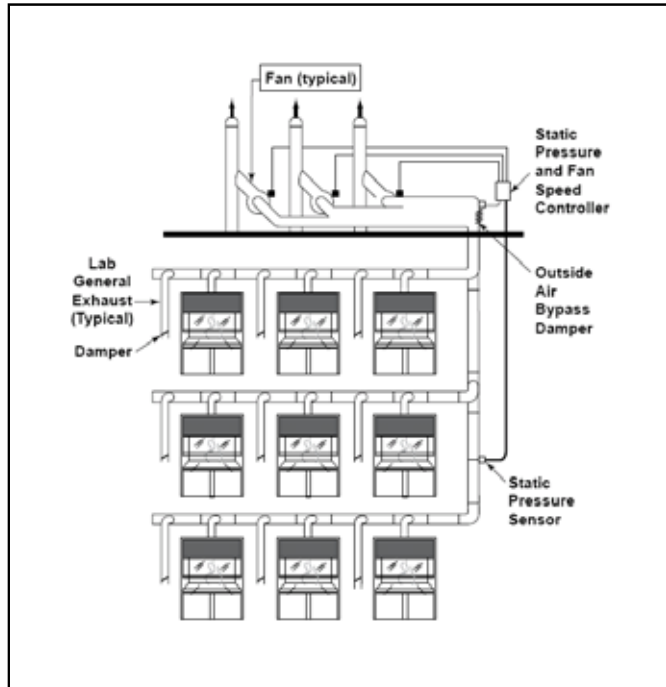 Fan (typical)
Static
Pressure
and Fan
Speed
Controller
Lab
General
Exhaust
(Typical)
Damper
Outside
Air
Bypass
Damper
Static
Pressure
Sensor